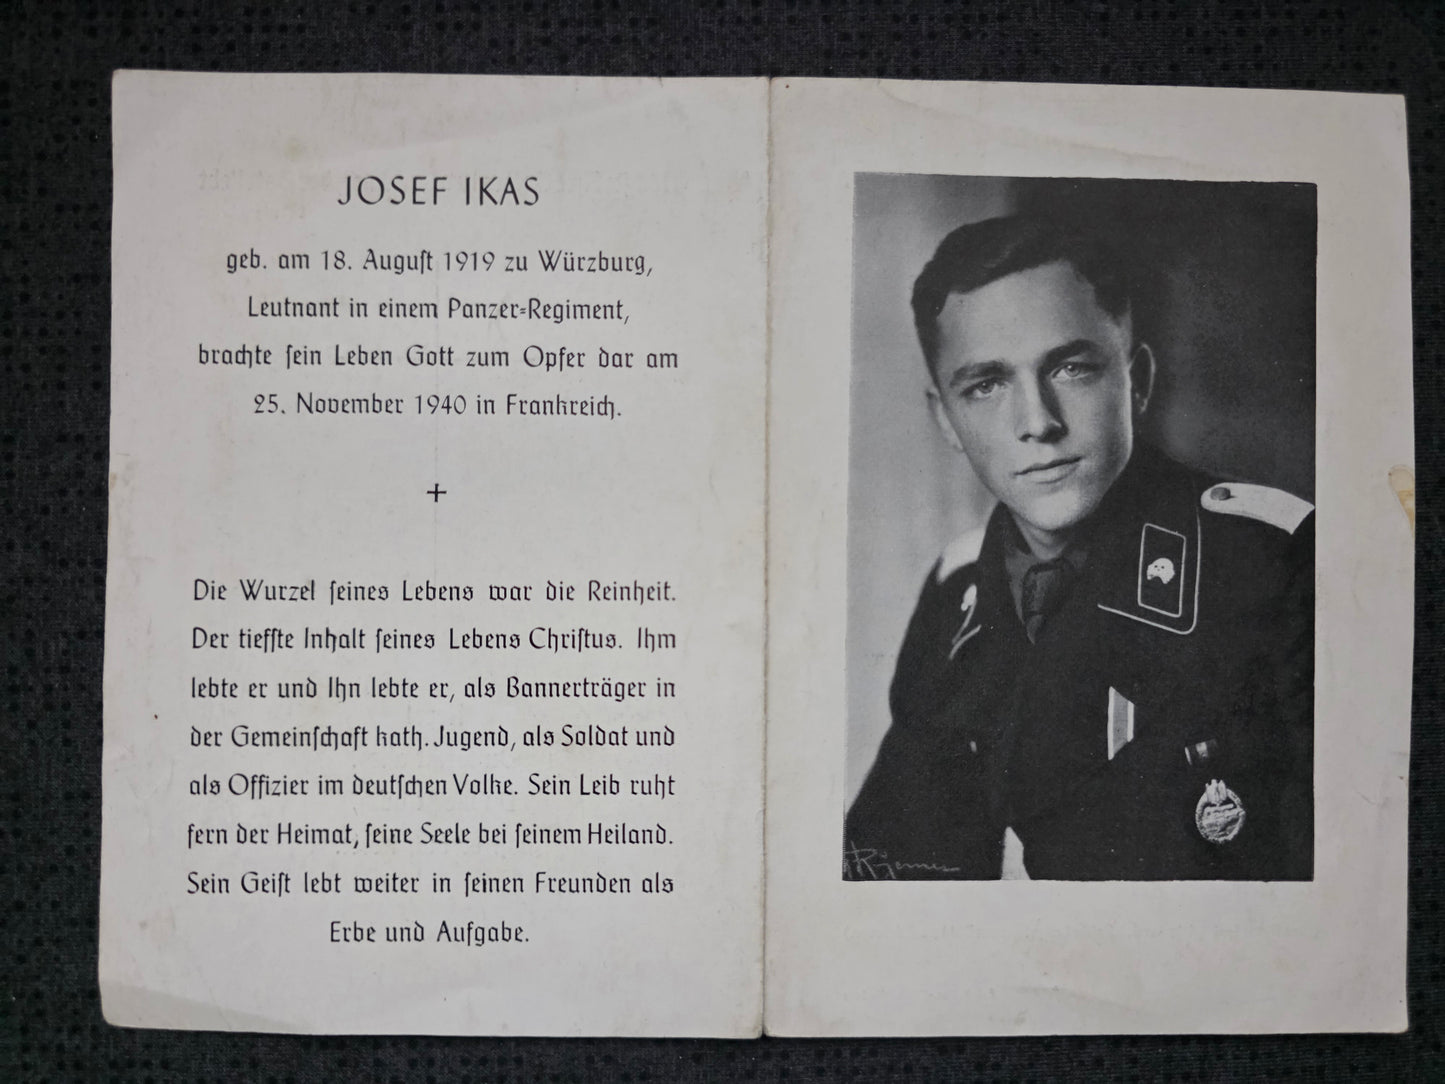 JOSEF IKAS
geb. am 18. Auguſt 1919 zu Würzburg,
Leutnant in einem Panzer-Regiment,
brachte ſein Leben Gott zum Opfer dar am
25. November 1940 in Frankreich.
+
Die Wurzel ſeines Lebens war die Reinheit.
Der tiefſte Inhalt ſeines Lebens Chriſtus. Ihm
lebte er und Ihn lebte er, als Bannerträger in
der Gemeinſchaft kath. Jugend, als Soldat und
als Offizier im deutſchen Volke. Sein Leib ruht
fern der Heimat, ſeine Seele bei ſeinem Heiland.
Sein Geiſt lebt weiter in ſeinen Freunden als
Erbe und Aufgabe.